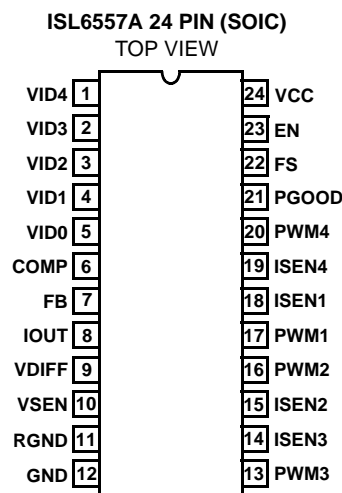 ISL6557A 24 PIN (SOIC)
TOP VIEW
VID4 1 24 VCC
VID3 2 23 EN
VID2 3 22 FS
VID1 4 21 PGOOD
VID0 5 20 PWM4
COMP 6 19 ISEN4
FB 7 18 ISEN1
IOUT 8 17 PWM1
VDIFF 9 16 PWM2
VSEN 10 15 ISEN2
RGND 11 14 ISEN3
GND 12 13 PWM3